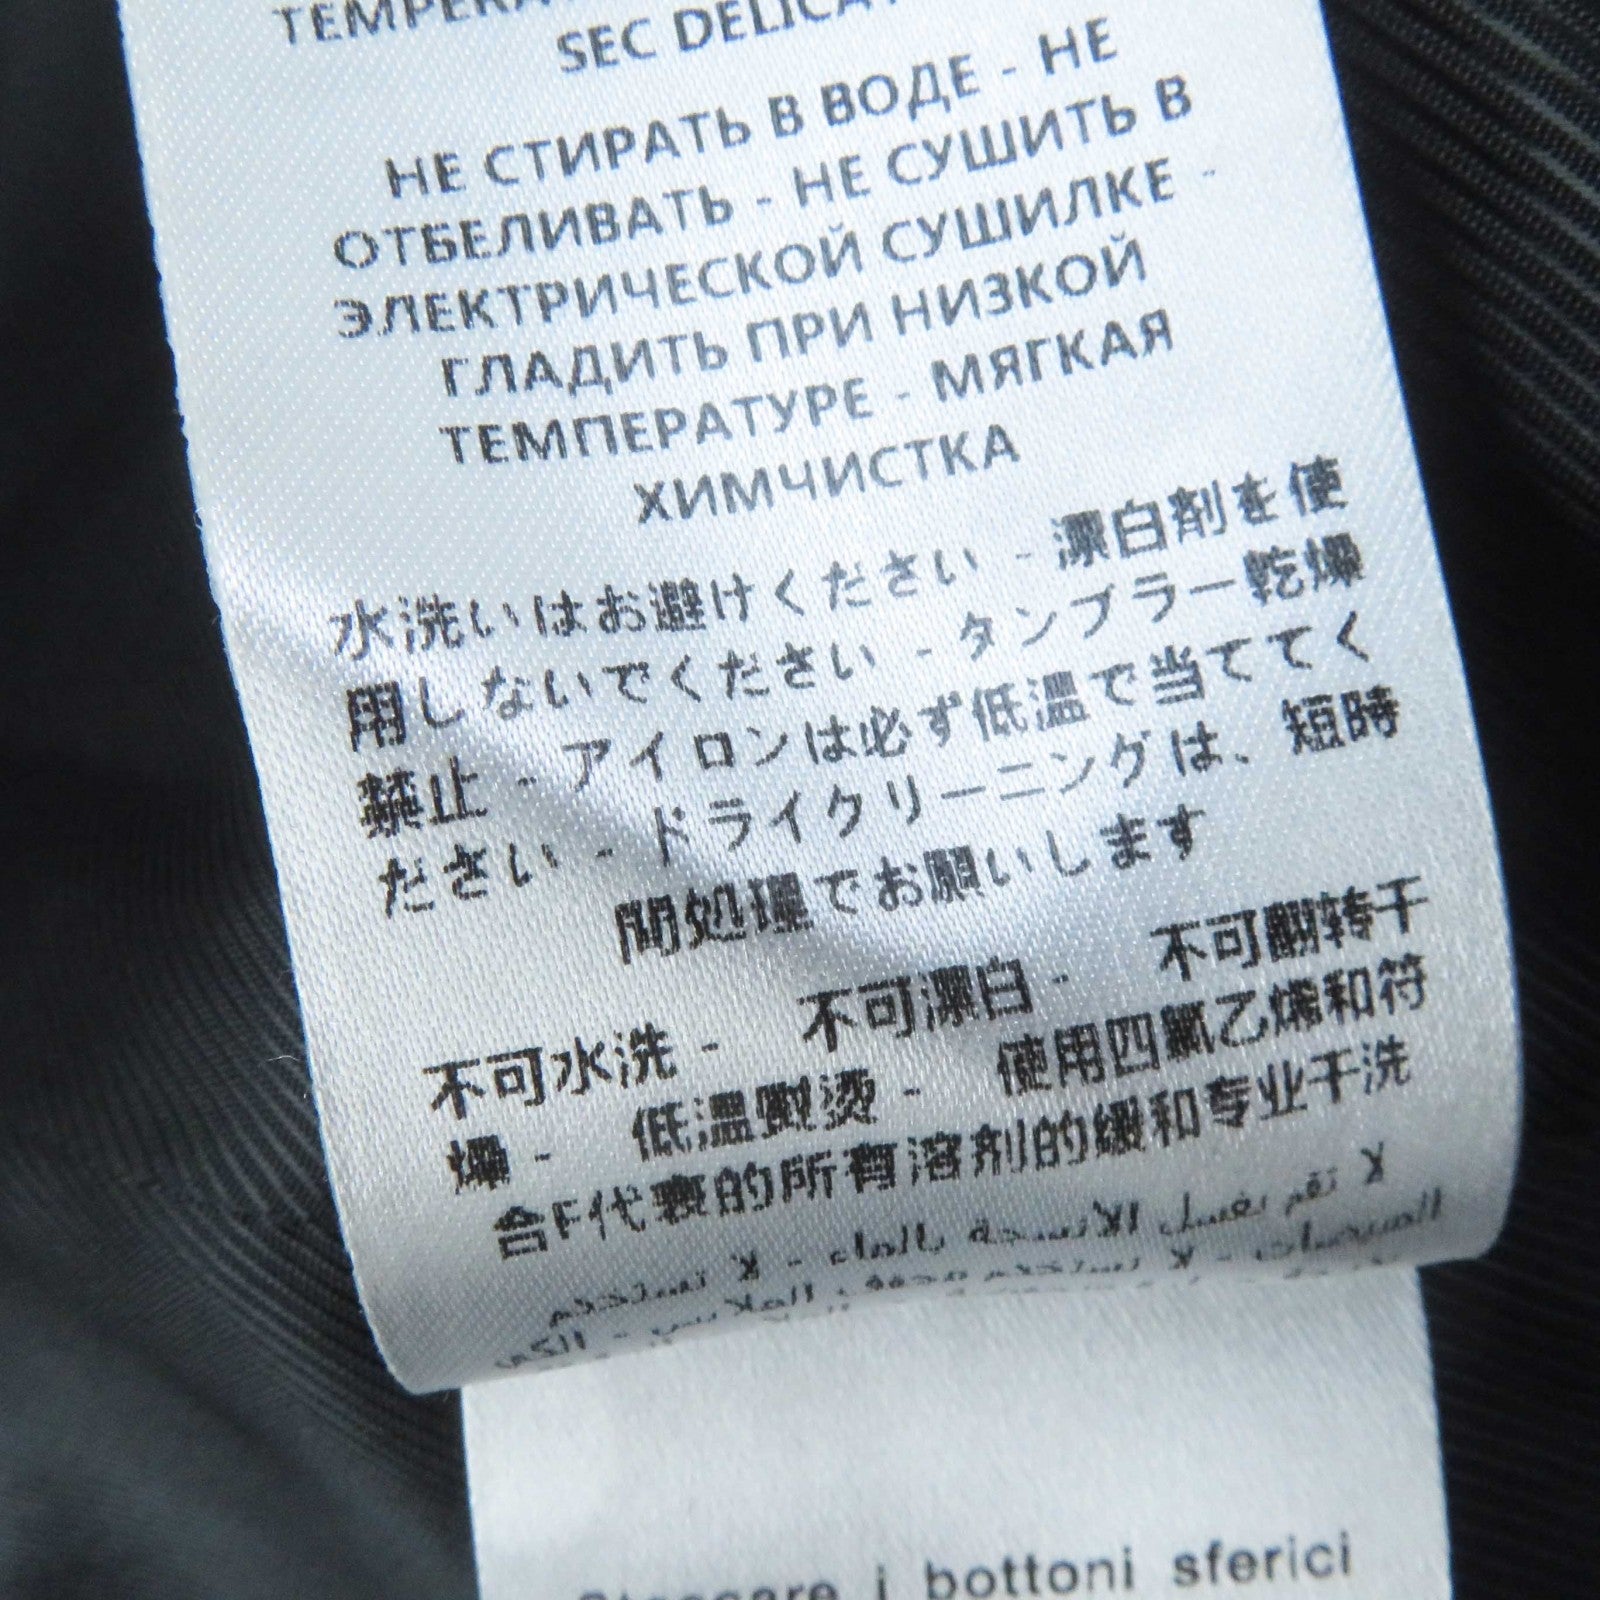 SEC
НЕ СТИРАТЬ В ВОДЕ - НЕ
ОТБЕЛИВАТЬ - НЕ СУШИТЬ В
ЭЛЕКТРИЧЕСКОЙ СУШИЛКЕ -
ГЛАДИТЬ ПРИ НИЗКОЙ
ТЕМПЕРАТУРЕ - МЯГКАЯ
ХИМЧИСТКА
水洗いはお避けください - 漂白剤を使
用しないでください - タンブラー乾燥
禁止 - アイロンは必ず低温で当ててく
ださい - ドライクリーニングは、短時
間処理でお願いします
不可水洗 - 不可漂白 - 不可翻转干
燥 - 低温熨烫 - 使用四氯乙烯和符
合F代表的所有溶剂的缓和专业干洗
i bottoni sferici